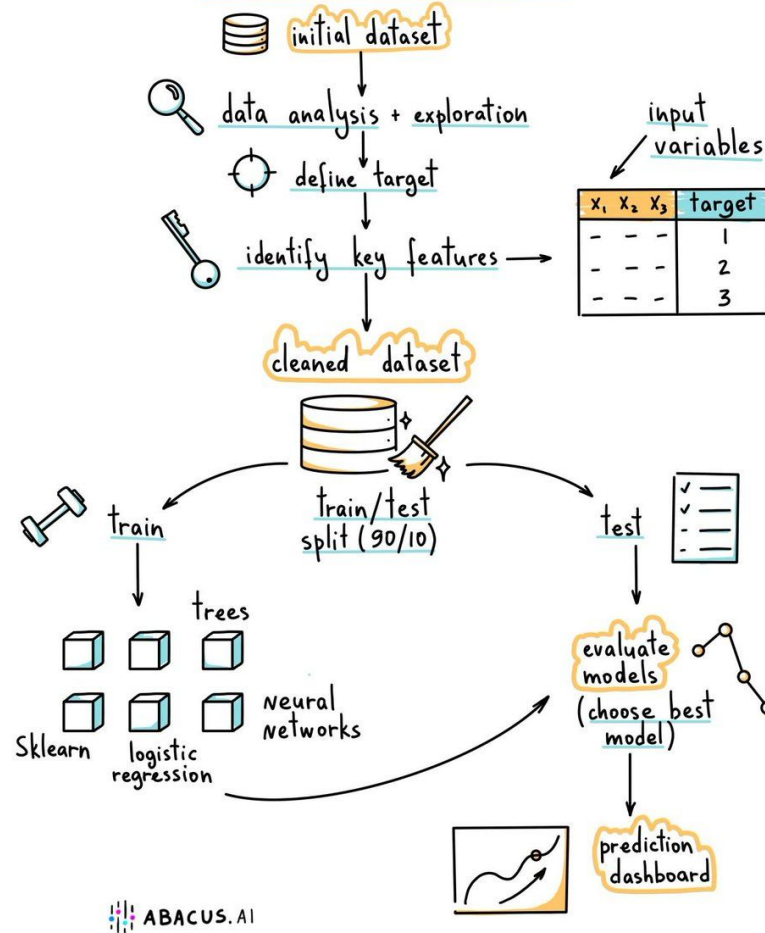 initial dataset
data analysis + exploration
define target
identify key features
input
variables
X₁ X₂ X₃ target
- - - 1
- - - 2
- - - 3
cleaned dataset
train/test
split (90/10)
train
test
trees
Neural
Networks
Sklearn
logistic
regression
evaluate
models
(choose best
model)
prediction
dashboard
ABACUS.AI